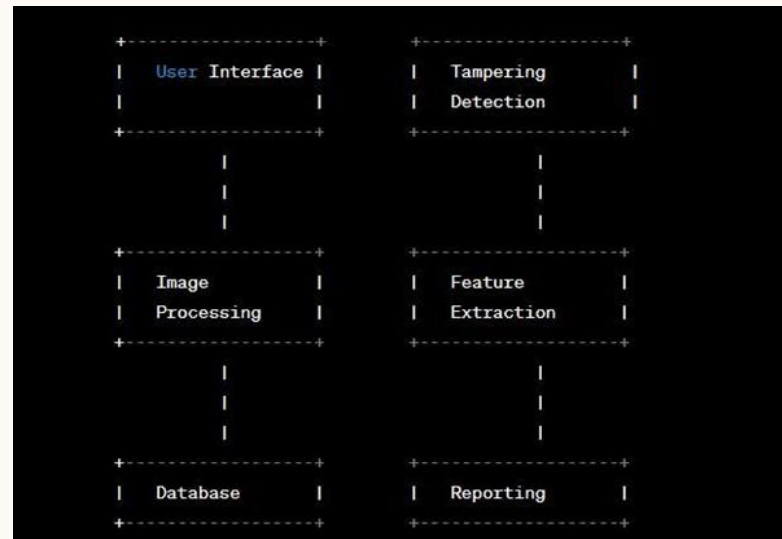 User Interface
Tampering
Detection
Image
Processing
Feature
Extraction
Database
Reporting